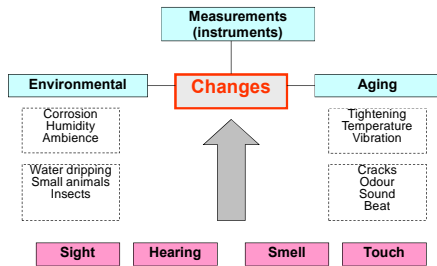 Measurements
(instruments)
Environmental
Changes
Aging
Corrosion
Humidity
Ambience
Tightening
Temperature
Vibration
Water dripping
Small animals
Insects
Cracks
Odour
Sound
Beat
Sight
Hearing
Smell
Touch